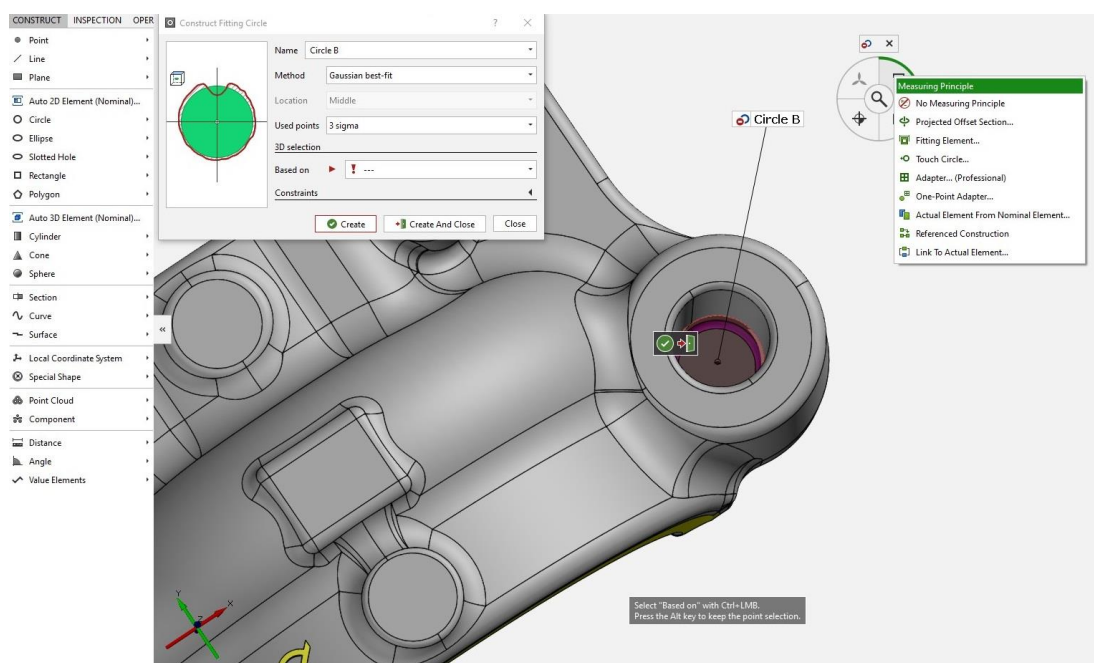 CONSTRUCT INSPECTION OPER
Point
Line
Plane
Auto 2D Element (Nominal)...
Circle
Ellipse
Slotted Hole
Rectangle
Polygon
Auto 3D Element (Nominal)...
Cylinder
Cone
Sphere
Section
Curve
Surface
Local Coordinate System
Special Shape
Point Cloud
Component
Distance
Angle
Value Elements
Construct Fitting Circle
Name Circle B
Method Gaussian best-fit
Location Middle
Used points 3 sigma
3D selection
Based on ---
Constraints
Create Create And Close Close
Circle B
Measuring Principle
No Measuring Principle
Projected Offset Section...
Fitting Element...
Touch Circle...
Adapter... (Professional)
One-Point Adapter...
Actual Element From Nominal Element...
Referenced Construction
Link To Actual Element...
Select "Based on" with Ctrl+LMB.
Press the Alt key to keep the point selection.
Y
X
Z